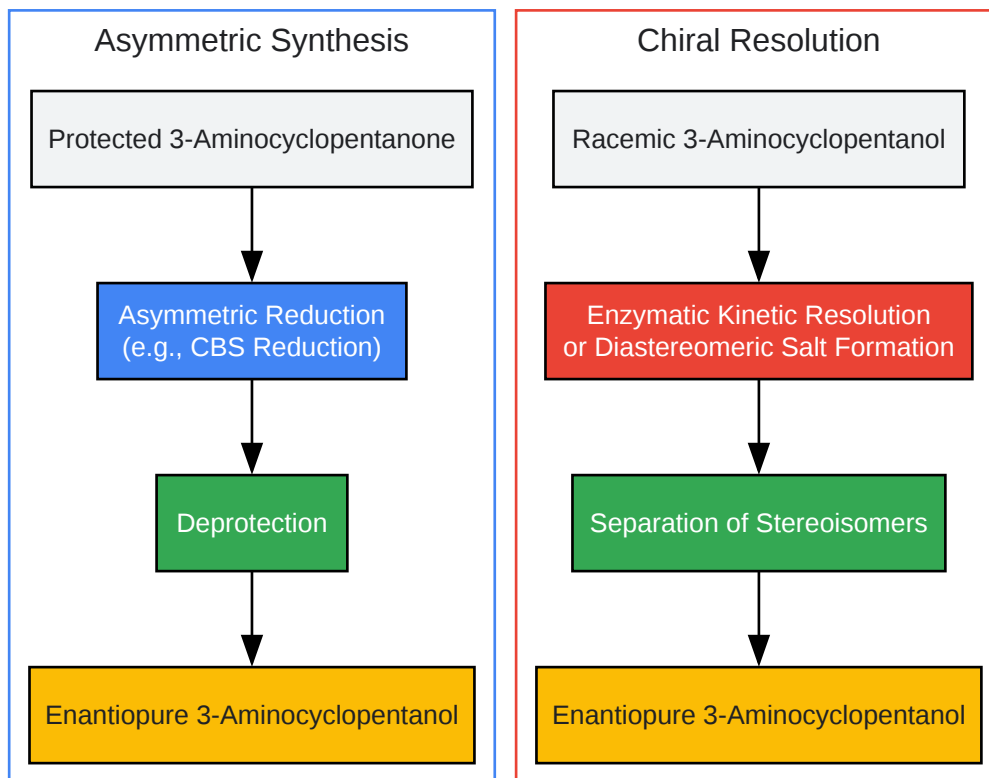 Asymmetric Synthesis
Protected 3-Aminocyclopentanone
Asymmetric Reduction
(e.g., CBS Reduction)
Deprotection
Enantiopure 3-Aminocyclopentanol
Chiral Resolution
Racemic 3-Aminocyclopentanol
Enzymatic Kinetic Resolution
or Diastereomeric Salt Formation
Separation of Stereoisomers
Enantiopure 3-Aminocyclopentanol